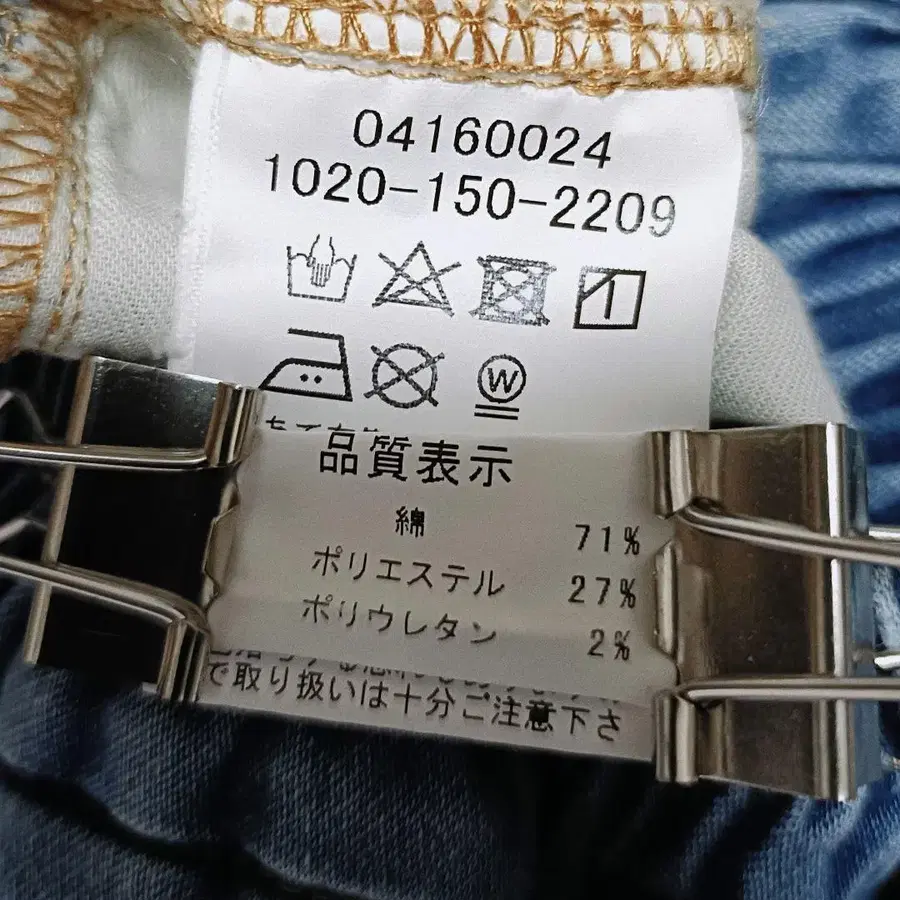 04160024
1020-150-2209
W
品質表示
綿 71%
ポリエステル 27%
ポリウレタン 2%
で取り扱いは十分ご注意下さ